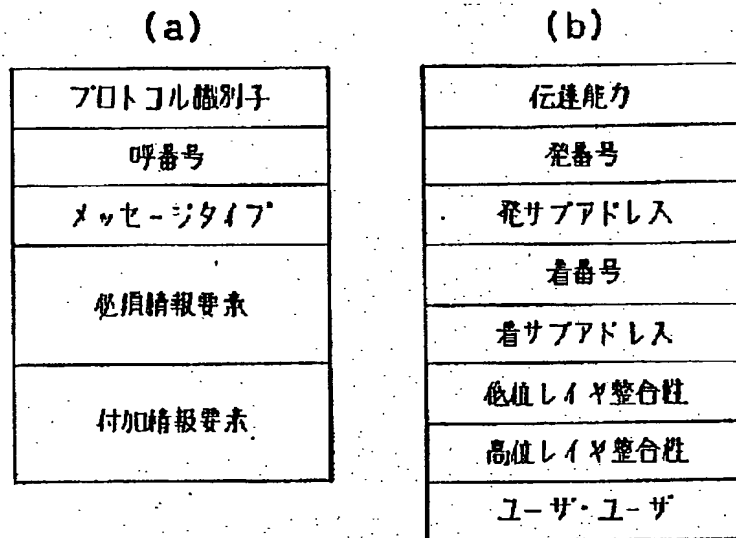 (a)
プロトコル識別子
呼番号
メッセージタイプ
必須情報要素
付加情報要素
(b)
伝達能力
発番号
発サブアドレス
着番号
着サブアドレス
低位レイヤ整合性
高位レイヤ整合性
ユーザ・ユーザ